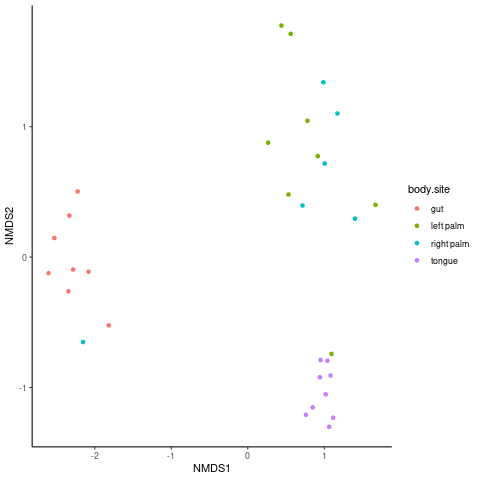 NMDS2
1
0
-1
-2
-1
0
1
NMDS1
body.site
gut
left palm
right palm
tongue